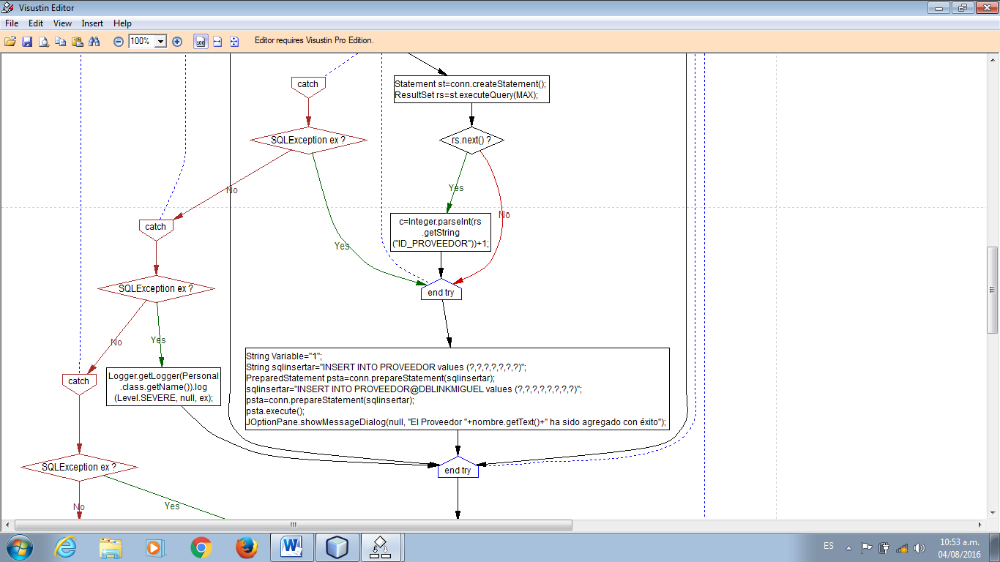 Visustin Editor
File Edit View Insert Help
100%
100
Editor requires Visustin Pro Edition.
catch
Statement st=conn.createStatement();
ResultSet rs=st.executeQuery(MAX);
SQLException ex ?
rs.next() ?
No
Yes
No
catch
c=Integer.parseInt(rs
.getString
("ID_PROVEEDOR"))+1;
Yes
SQLException ex ?
end try
No
Yes
catch
Logger.getLogger(Personal
.class.getName()).log
(Level.SEVERE, null, ex);
String Variable="1";
String sqlinsertar="INSERT INTO PROVEEDOR values (?,?,?,?,?,?,?)";
PreparedStatement psta=conn.prepareStatement(sqlinsertar);
sqlinsertar="INSERT INTO PROVEEDOR@DBLINKMIGUEL values (?,?,?,?,?,?,?,?)";
psta=conn.prepareStatement(sqlinsertar);
psta.execute();
JOptionPane.showMessageDialog(null, "El Proveedor "+nombre.getText()+" ha sido agregado con éxito");
SQLException ex ?
end try
No
Yes
ES
10:53 a.m.
04/08/2016